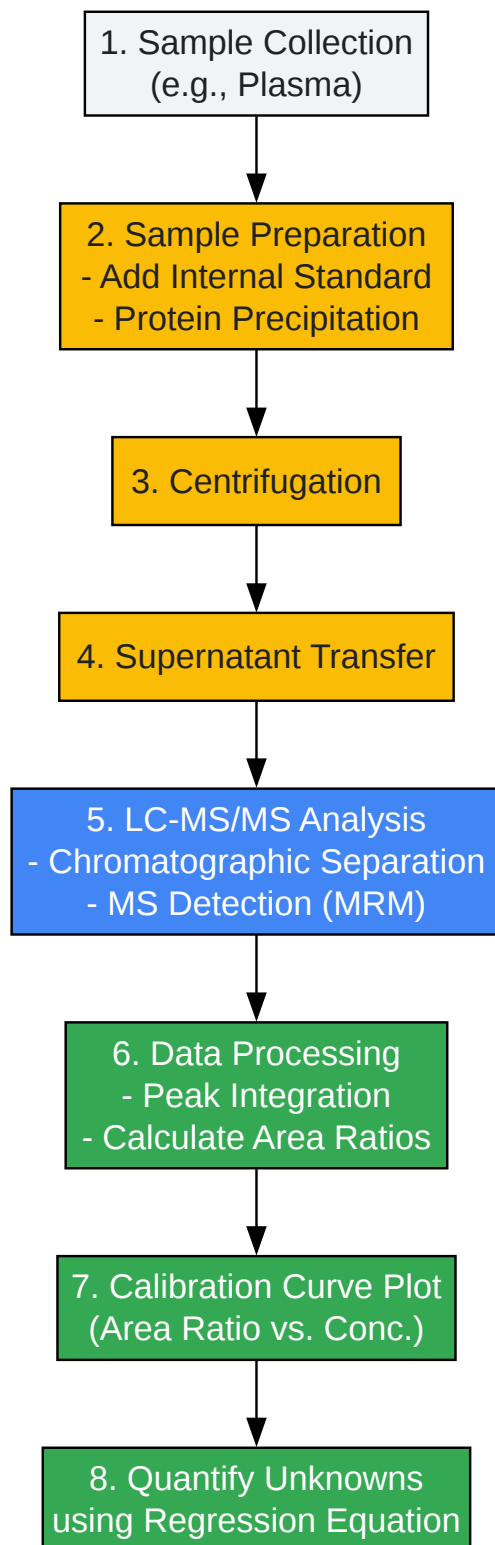 1. Sample Collection
(e.g., Plasma)
2. Sample Preparation
- Add Internal Standard
- Protein Precipitation
3. Centrifugation
4. Supernatant Transfer
5. LC-MS/MS Analysis
- Chromatographic Separation
- MS Detection (MRM)
6. Data Processing
- Peak Integration
- Calculate Area Ratios
7. Calibration Curve Plot
(Area Ratio vs. Conc.)
8. Quantify Unknowns
using Regression Equation